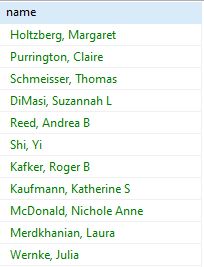 name
Holtzberg, Margaret
Purrington, Claire
Schmeisser, Thomas
DiMasi, Suzannah L
Reed, Andrea B
Shi, Yi
Kafker, Roger B
Kaufmann, Katherine S
McDonald, Nichole Anne
Merdkhanian, Laura
Wernke, Julia